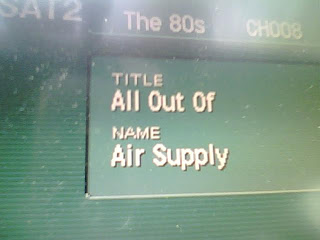 SAT2 The 80s CH008
TITLE
All Out Of
NAME
Air Supply